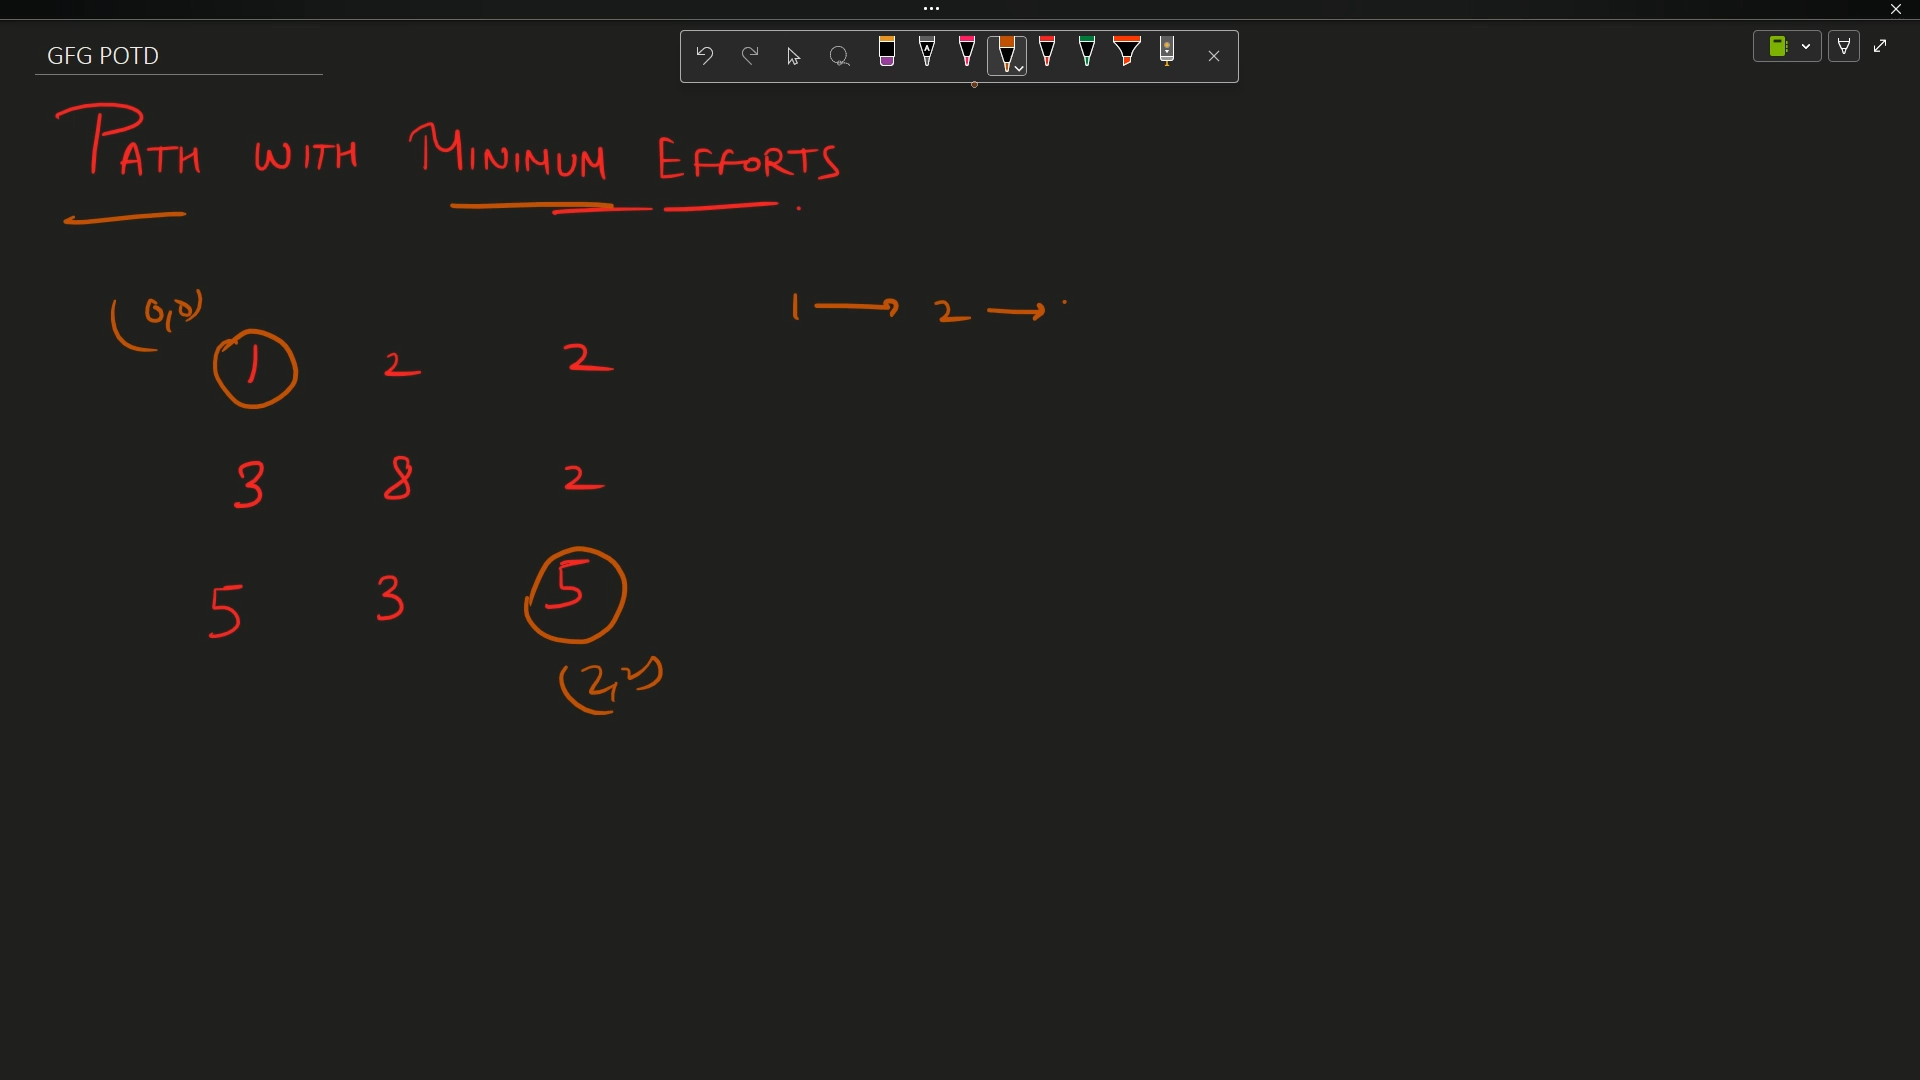 GFG POTD
PATH WITH MINIMUM EFFORTS
(0,0)
1 → 2 →
1 2 2
3 8 2
5 3 5
(2,2)